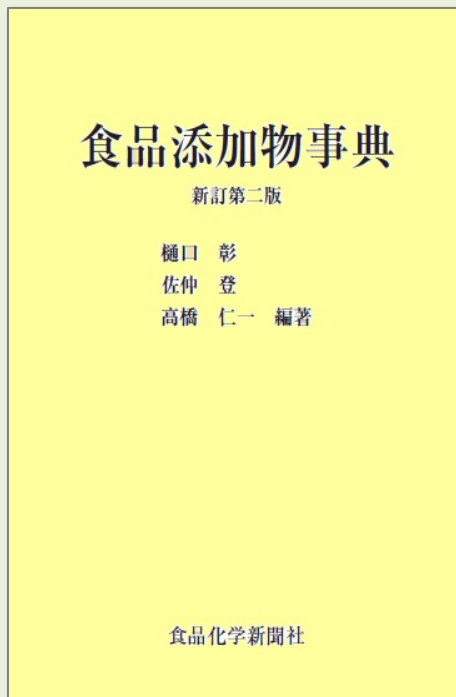 食品添加物事典
新訂第二版
樋口 彰
佐仲 登
高橋 仁一 編著
食品化学新聞社